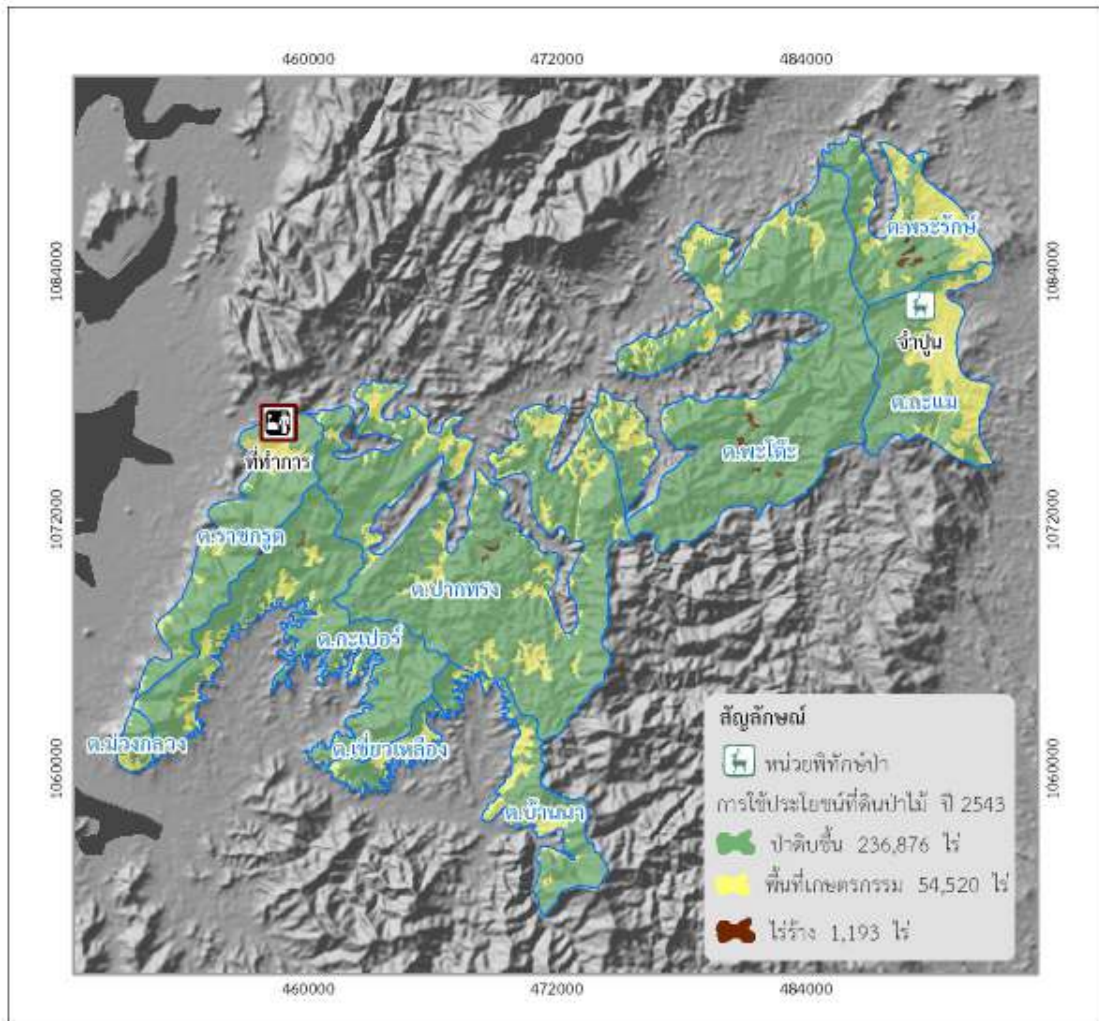 460000 472000 484000
1084000 1084000
ต.พระรักษ์
จำปูน
ต.ละแม
ที่ทำการ
ต.พะโต๊ะ
1072000 1072000
ต.ราชกรูด
ต.ปากทรง
ต.กะเปอร์
ต.ม่วงกลวง
ต.เชี่ยวเหลียง
1060000 1060000
ต.บ้านนา
สัญลักษณ์
หน่วยพิทักษ์ป่า
การใช้ประโยชน์ที่ดินป่าไม้ ปี 2543
ป่าดิบชื้น 236,876 ไร่
พื้นที่เกษตรกรรม 54,520 ไร่
ไร่ร้าง 1,193 ไร่
460000 472000 484000